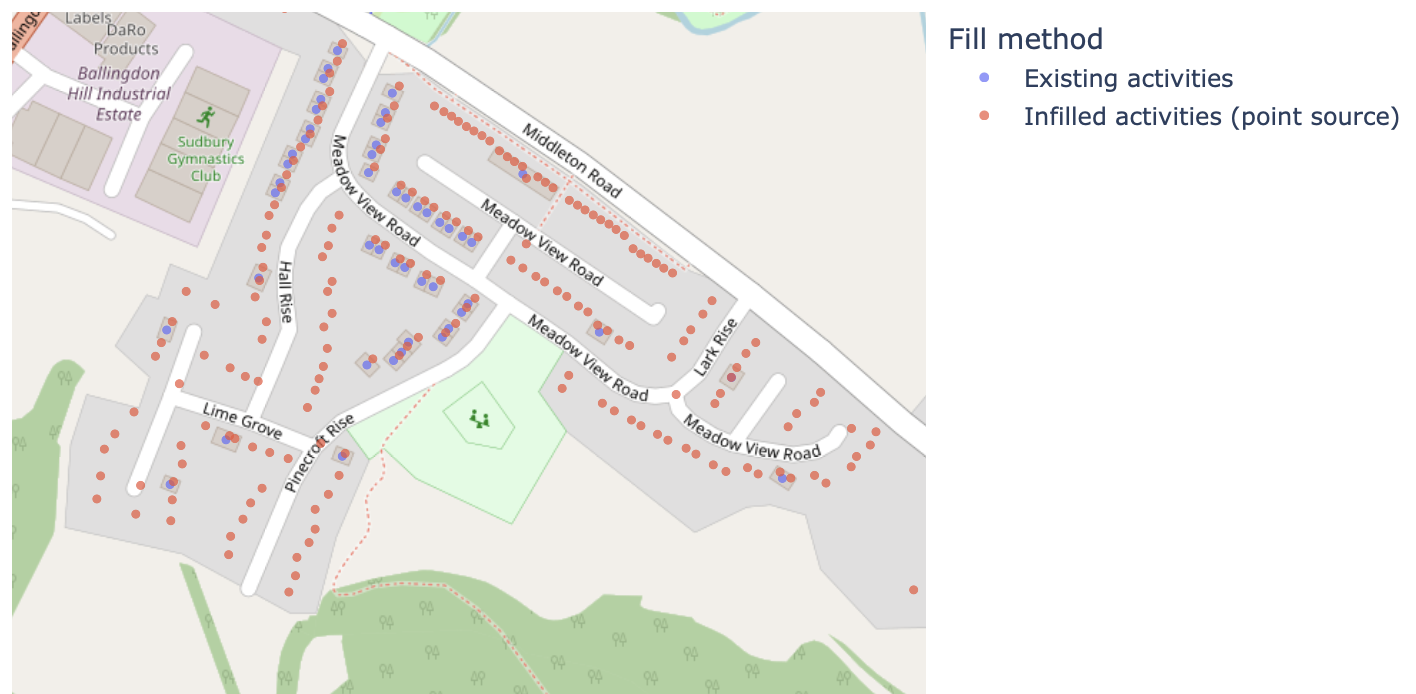 Labels
DaRo
Products
Ballingdon
Hill Industrial
Estate
Sudbury
Gymnastics
Club
Middleton Road
Meadow View Road
Meadow View Road
Hall Rise
Meadow View Road
Lark Rise
Lime Grove
Pinecroft Rise
Meadow View Road
Fill method
Existing activities
Infilled activities (point source)